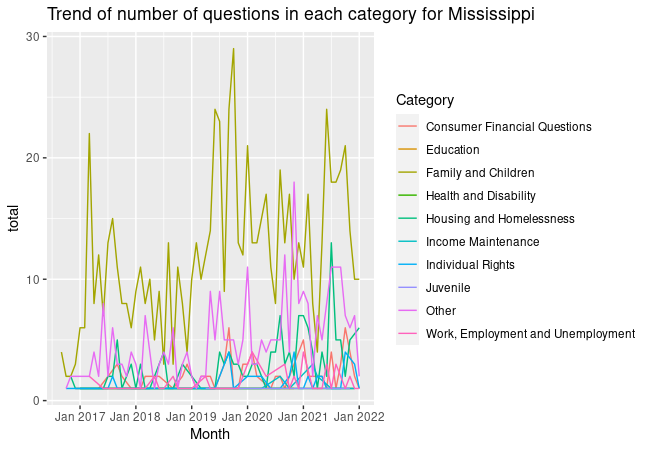 Trend of number of questions in each category for Mississippi
30
20
10
0
total
Jan 2017 Jan 2018 Jan 2019 Jan 2020 Jan 2021 Jan 2022
Month
Category
Consumer Financial Questions
Education
Family and Children
Health and Disability
Housing and Homelessness
Income Maintenance
Individual Rights
Juvenile
Other
Work, Employment and Unemployment